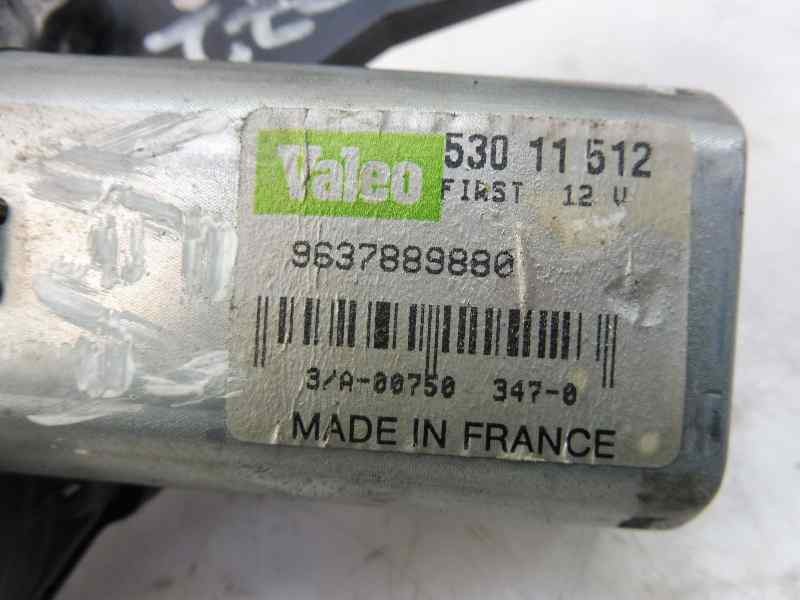 Valeo 530 11 512
FIRST 12 V
9637889880
3/A-00750 347-0
MADE IN FRANCE